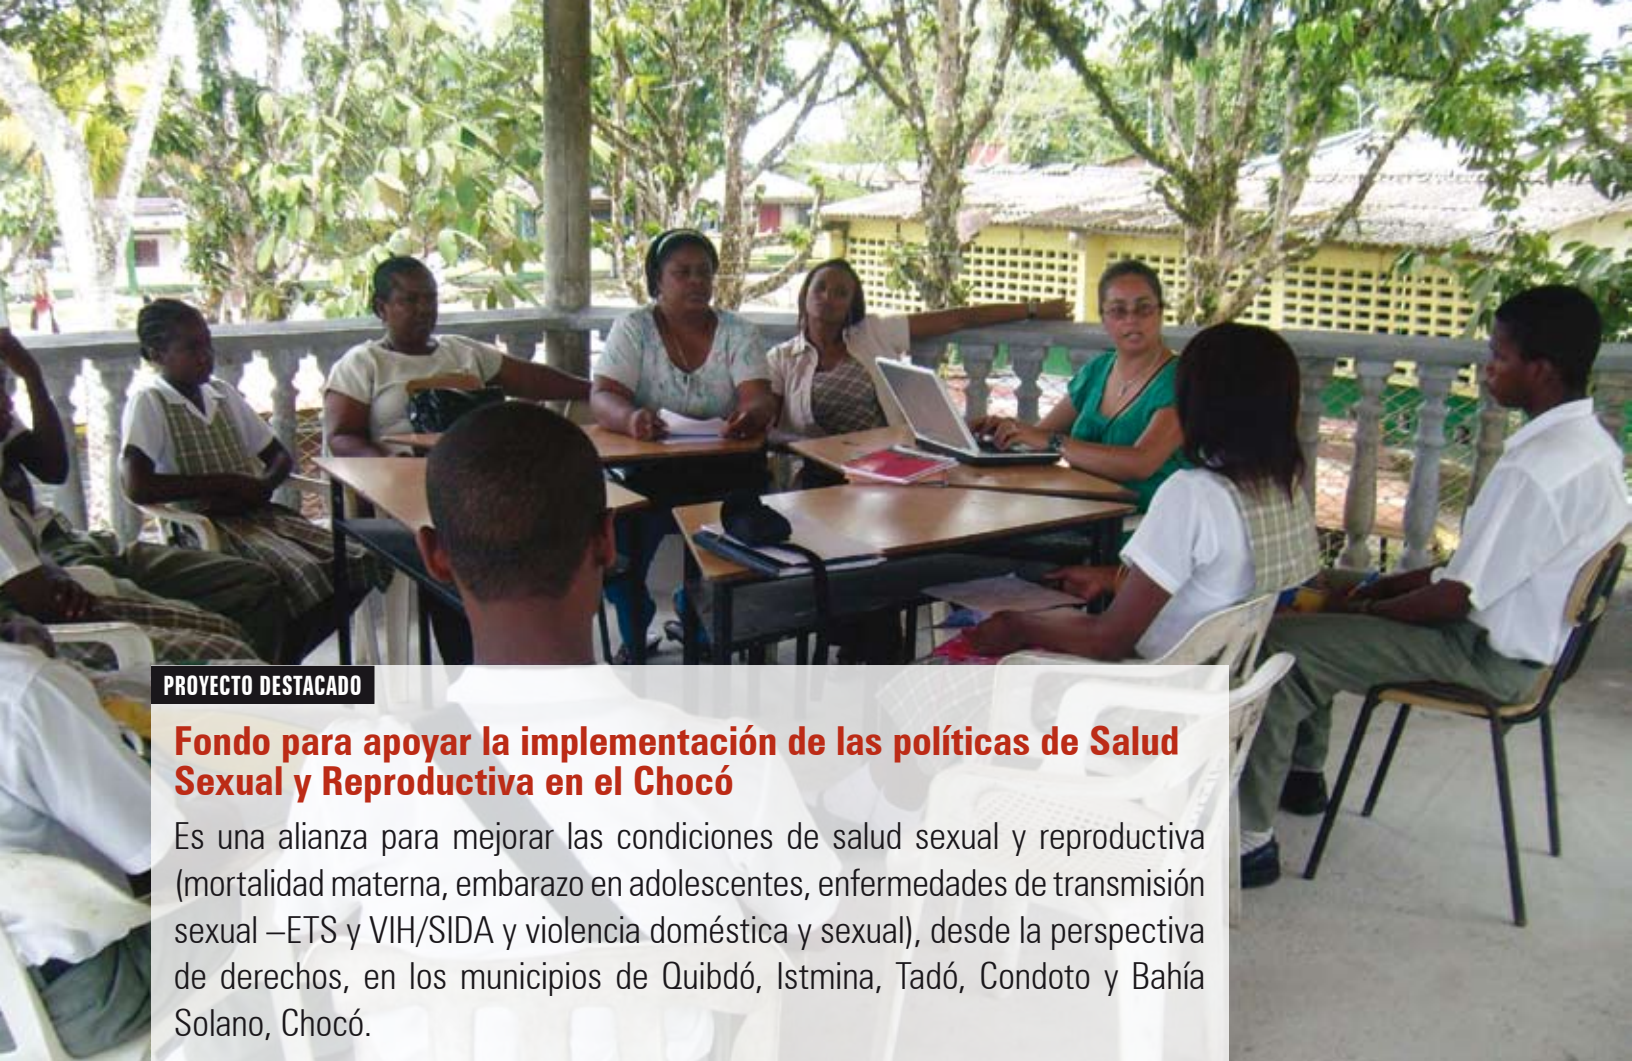 PROYECTO DESTACADO
Fondo para apoyar la implementación de las políticas de Salud
Sexual y Reproductiva en el Chocó
Es una alianza para mejorar las condiciones de salud sexual y reproductiva
(mortalidad materna, embarazo en adolescentes, enfermedades de transmisión
sexual –ETS y VIH/SIDA y violencia doméstica y sexual), desde la perspectiva
de derechos, en los municipios de Quibdó, Istmina, Tadó, Condoto y Bahía
Solano, Chocó.